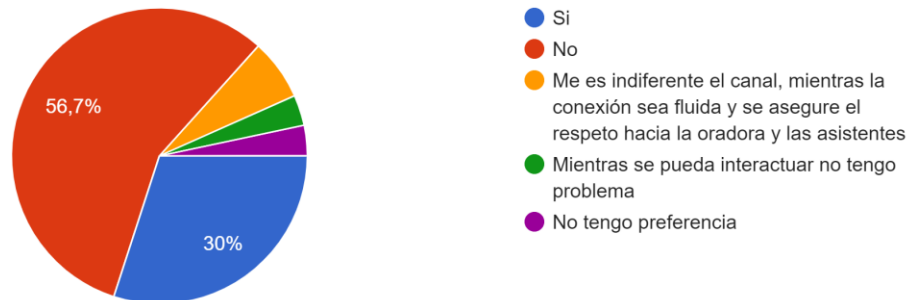 56,7%
30%
Si
No
Me es indiferente el canal, mientras la
conexión sea fluida y se asegure el
respeto hacia la oradora y las asistentes
Mientras se pueda interactuar no tengo
problema
No tengo preferencia